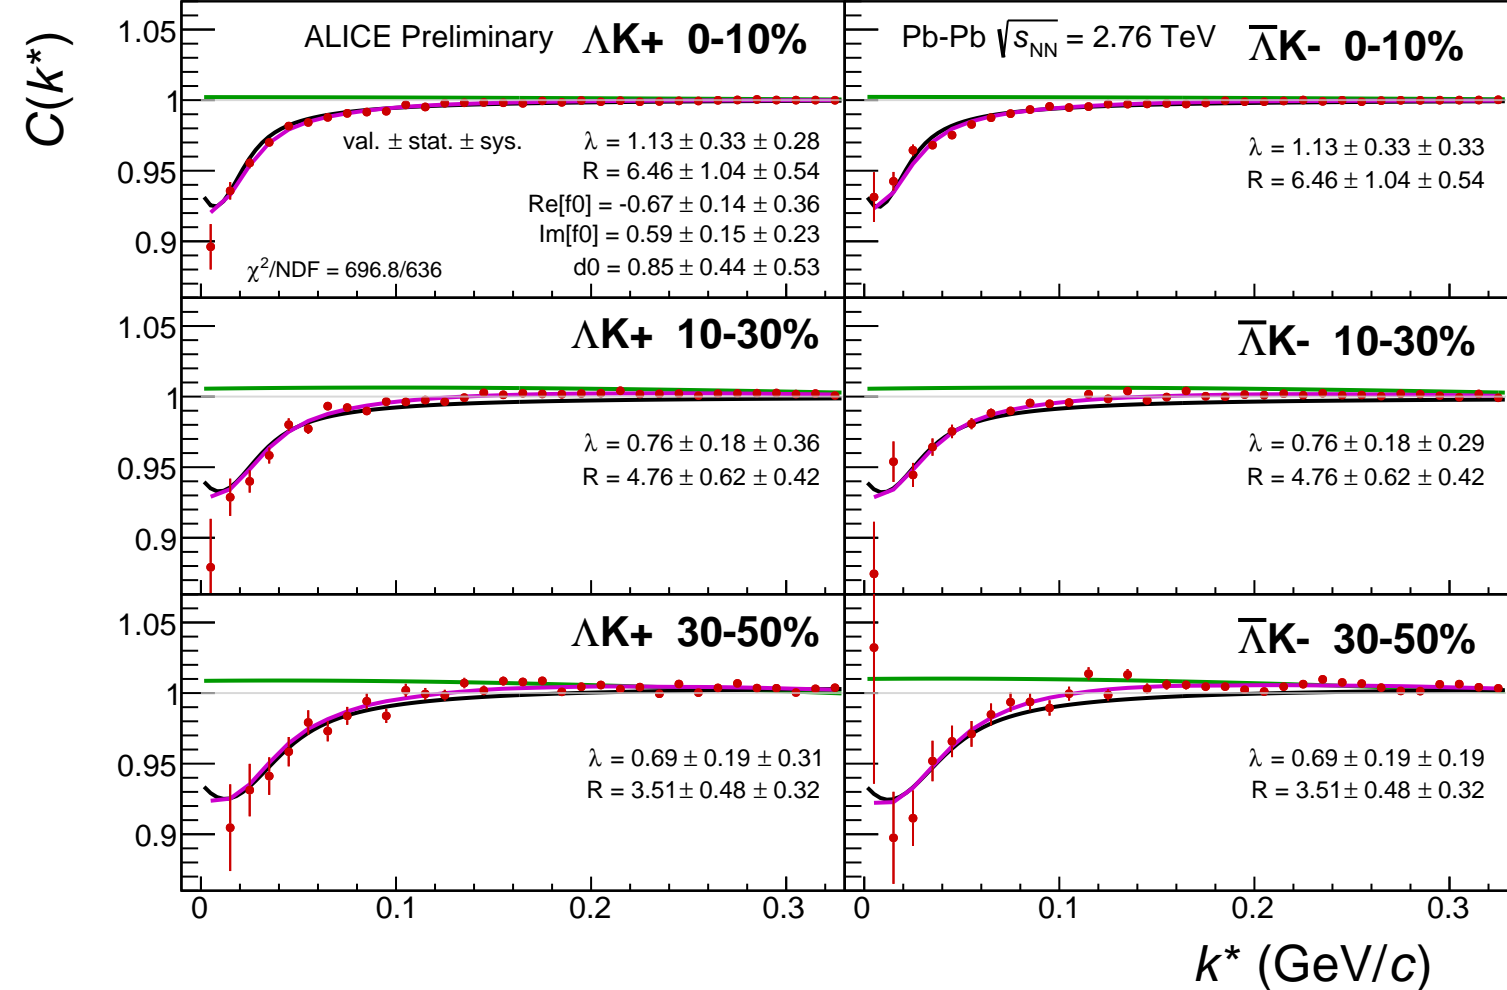 C(k*)
ALICE Preliminary ΛK+ 0-10%
1.05
1
0.95
0.9
val. ± stat. ± sys.
λ = 1.13 ± 0.33 ± 0.28
R = 6.46 ± 1.04 ± 0.54
Re[f0] = -0.67 ± 0.14 ± 0.36
Im[f0] = 0.59 ± 0.15 ± 0.23
d0 = 0.85 ± 0.44 ± 0.53
χ²/NDF = 696.8/636
Pb-Pb √sNN = 2.76 TeV Λ̅K- 0-10%
λ = 1.13 ± 0.33 ± 0.33
R = 6.46 ± 1.04 ± 0.54
ΛK+ 10-30%
1.05
1
0.95
0.9
λ = 0.76 ± 0.18 ± 0.36
R = 4.76 ± 0.62 ± 0.42
Λ̅K- 10-30%
λ = 0.76 ± 0.18 ± 0.29
R = 4.76 ± 0.62 ± 0.42
ΛK+ 30-50%
1.05
1
0.95
0.9
λ = 0.69 ± 0.19 ± 0.31
R = 3.51 ± 0.48 ± 0.32
Λ̅K- 30-50%
λ = 0.69 ± 0.19 ± 0.19
R = 3.51 ± 0.48 ± 0.32
0 0.1 0.2 0.3
0 0.1 0.2 0.3
k* (GeV/c)